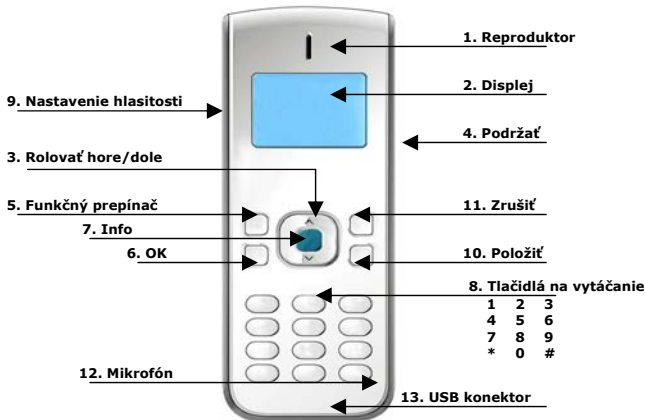 1. Reproduktor
2. Displej
9. Nastavenie hlasitosti
4. Podržať
3. Rolovať hore/dole
5. Funkčný prepínač
11. Zrušiť
7. Info
6. OK
10. Položiť
8. Tlačidlá na vytáčanie
1 2 3
4 5 6
7 8 9
* 0 #
12. Mikrofón
13. USB konektor